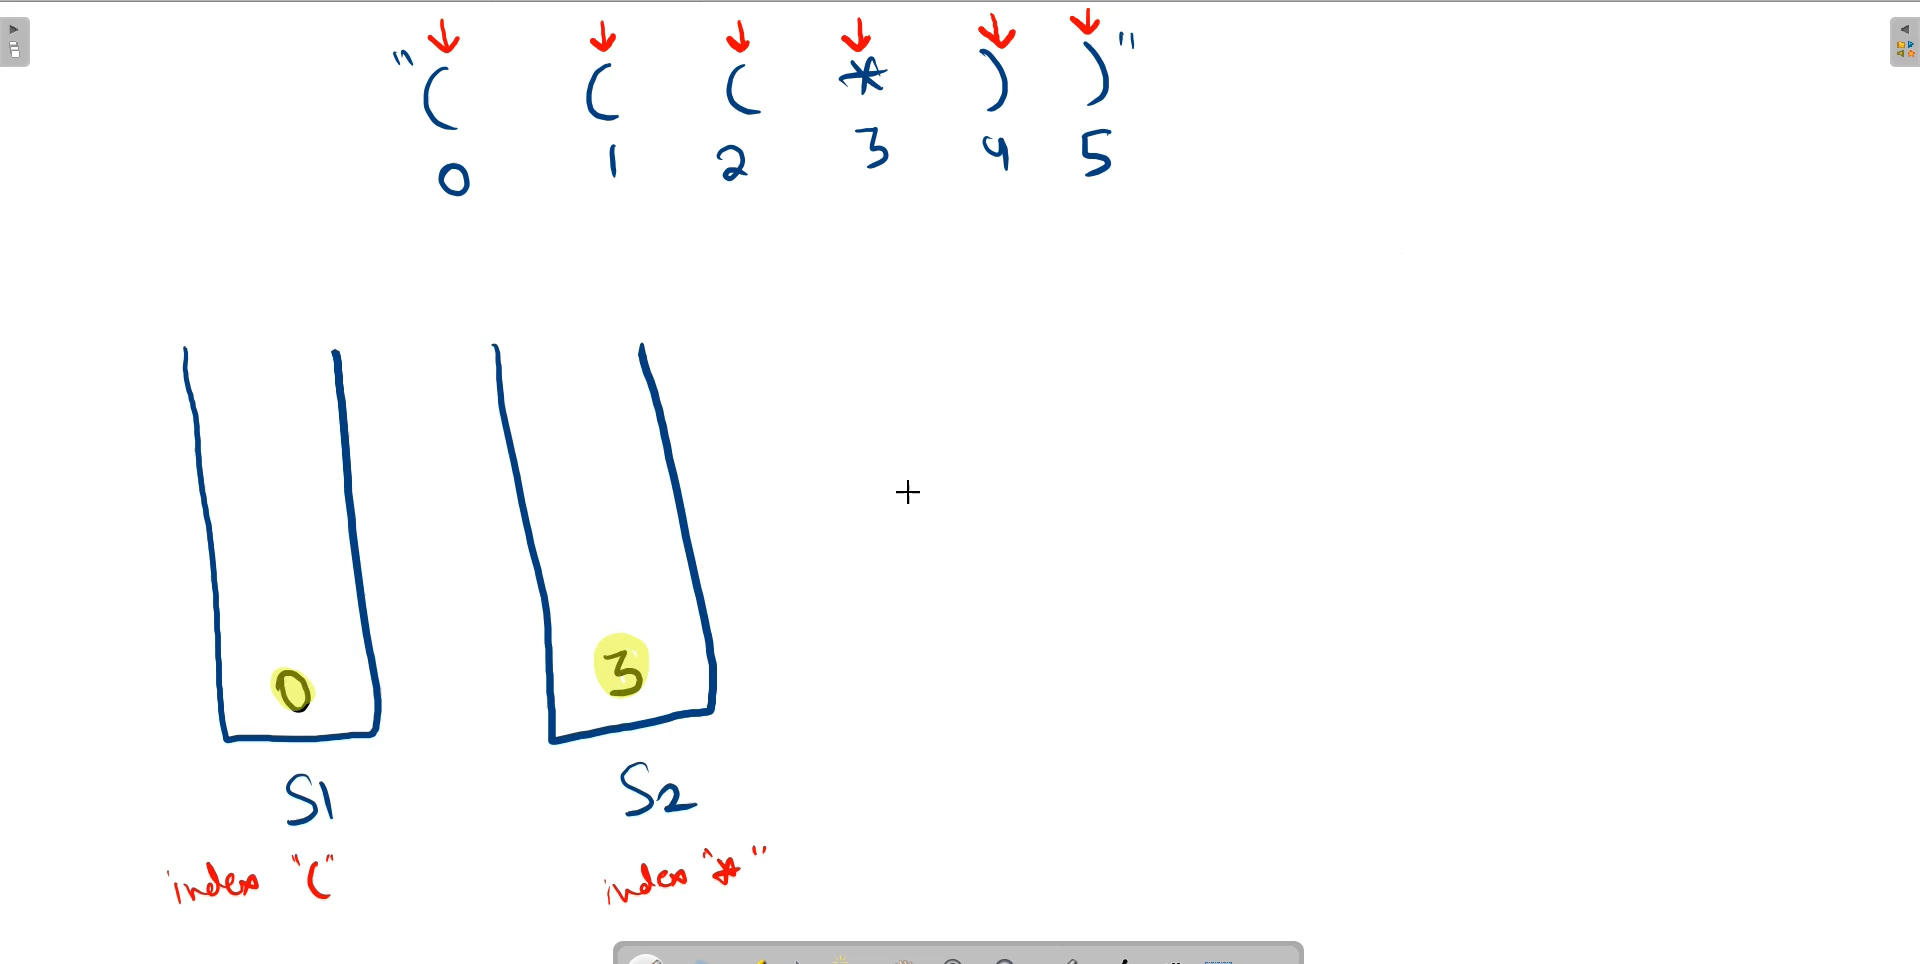 "( ( ( * ) )"
0 1 2 3 4 5
0 3
S1 S2
index "(" index "*"